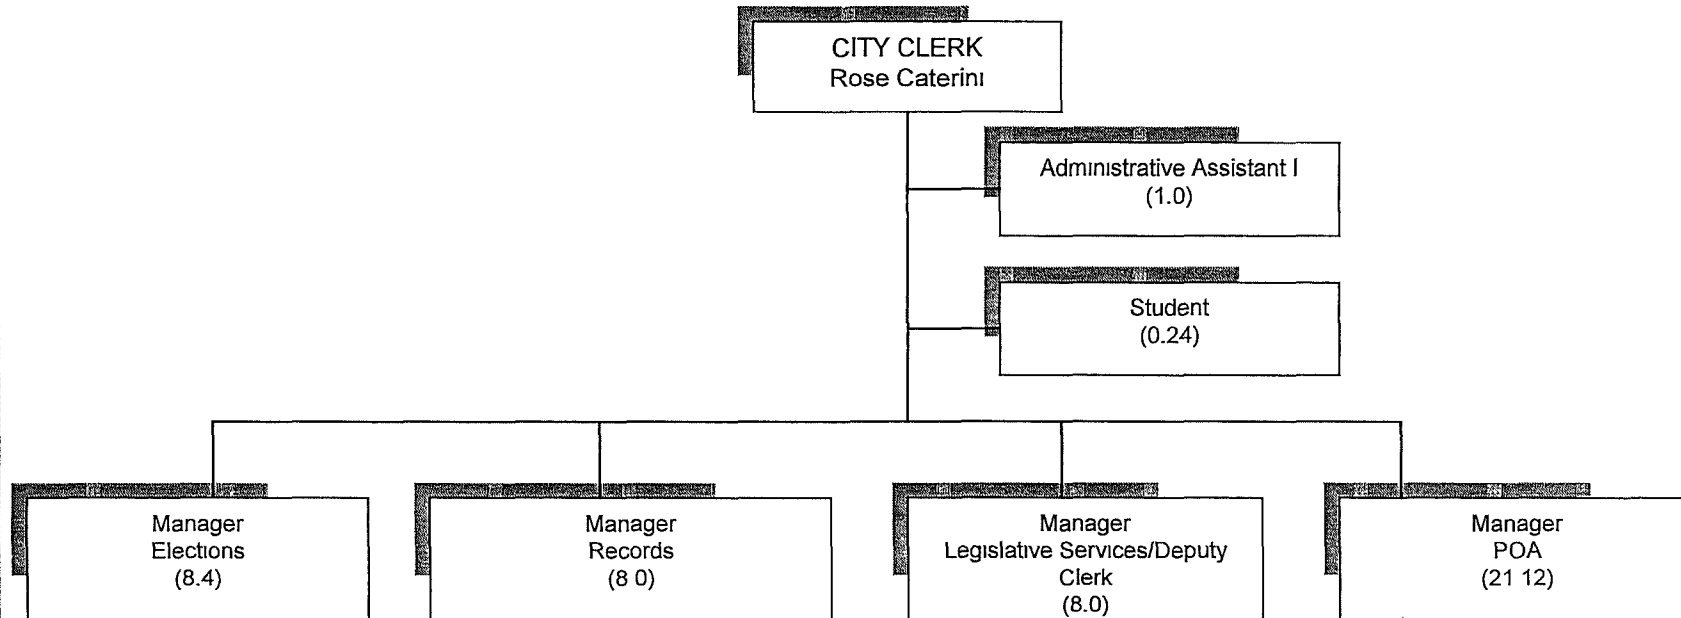 CITY CLERK
Rose Caterini
Administrative Assistant I
(1.0)
Student
(0.24)
Manager
Elections
(8.4)
Manager
Records
(8 0)
Manager
Legislative Services/Deputy
Clerk
(8.0)
Manager
POA
(21 12)